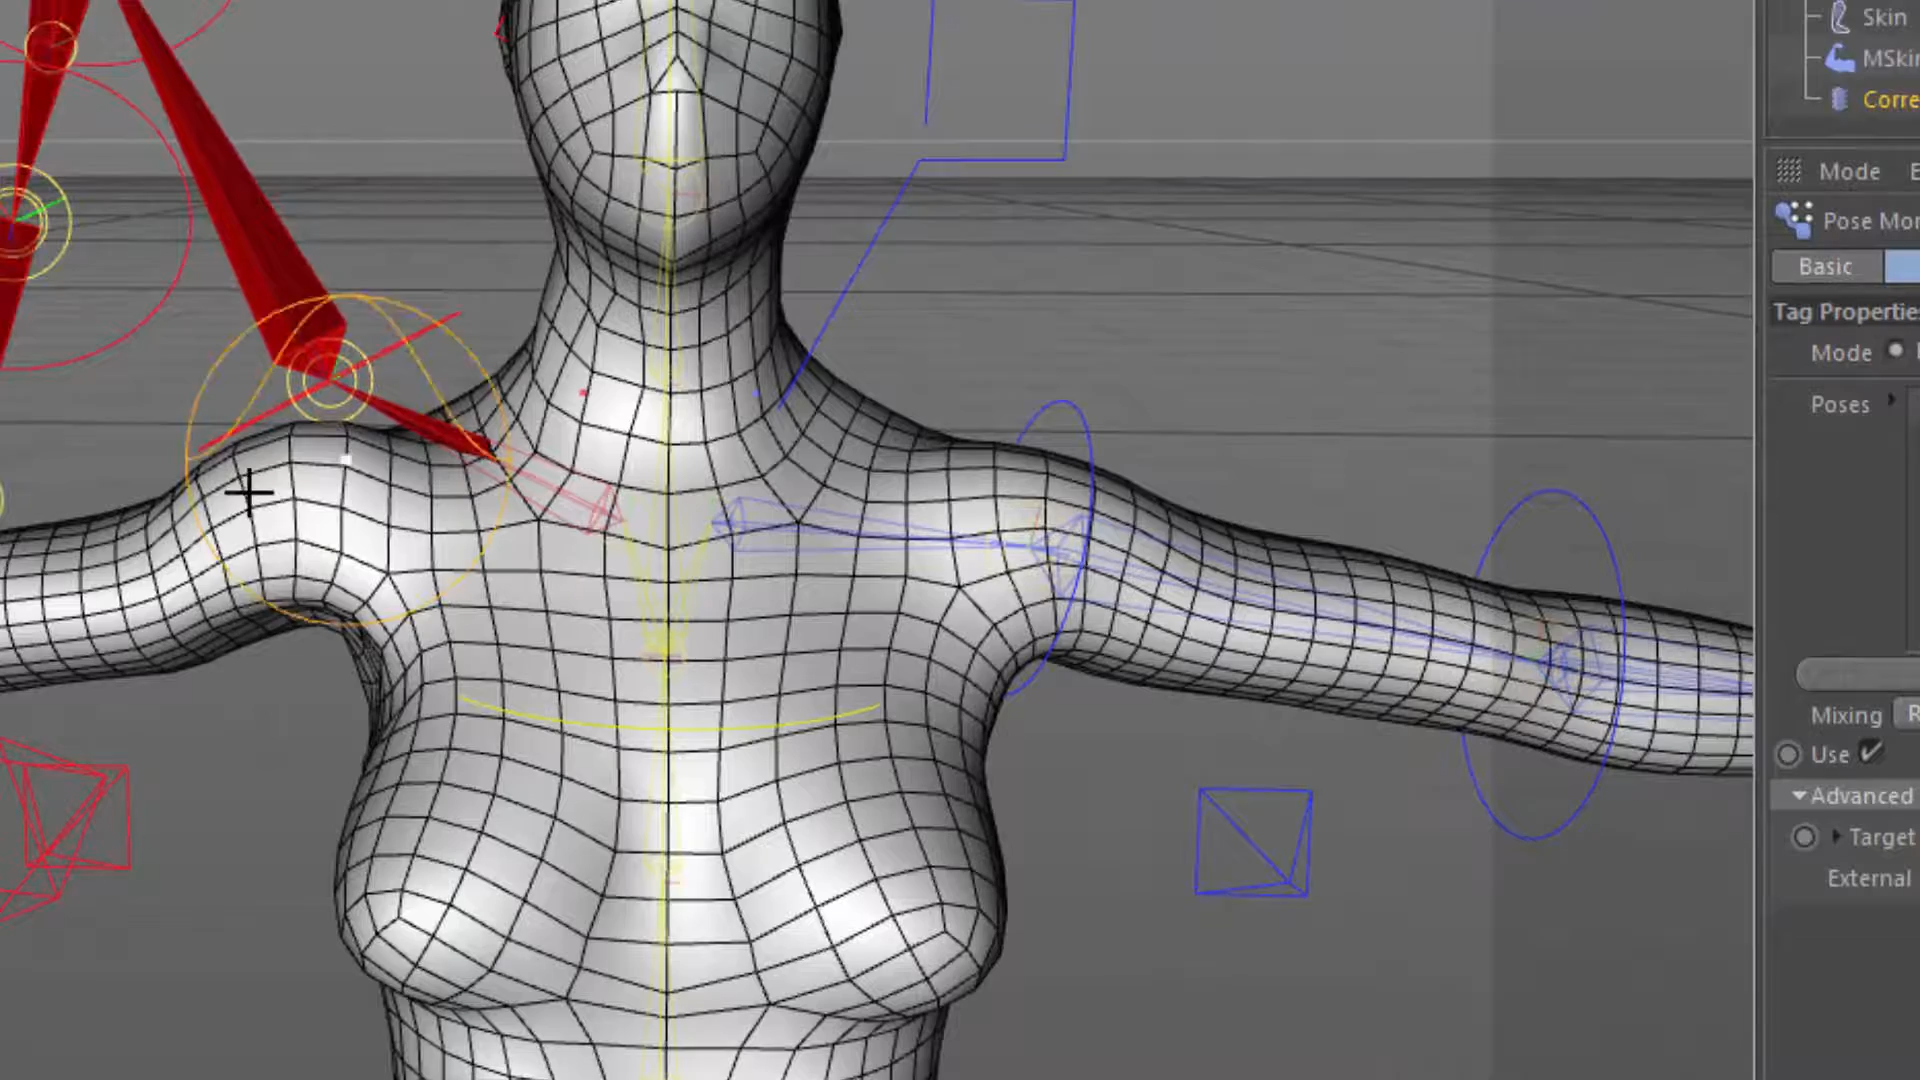 Skin
MSkin
Corre
Mode E
Pose Mor
Basic
Tag Propertie
Mode
Poses
Mixing R
Use
Advanced
Target
External